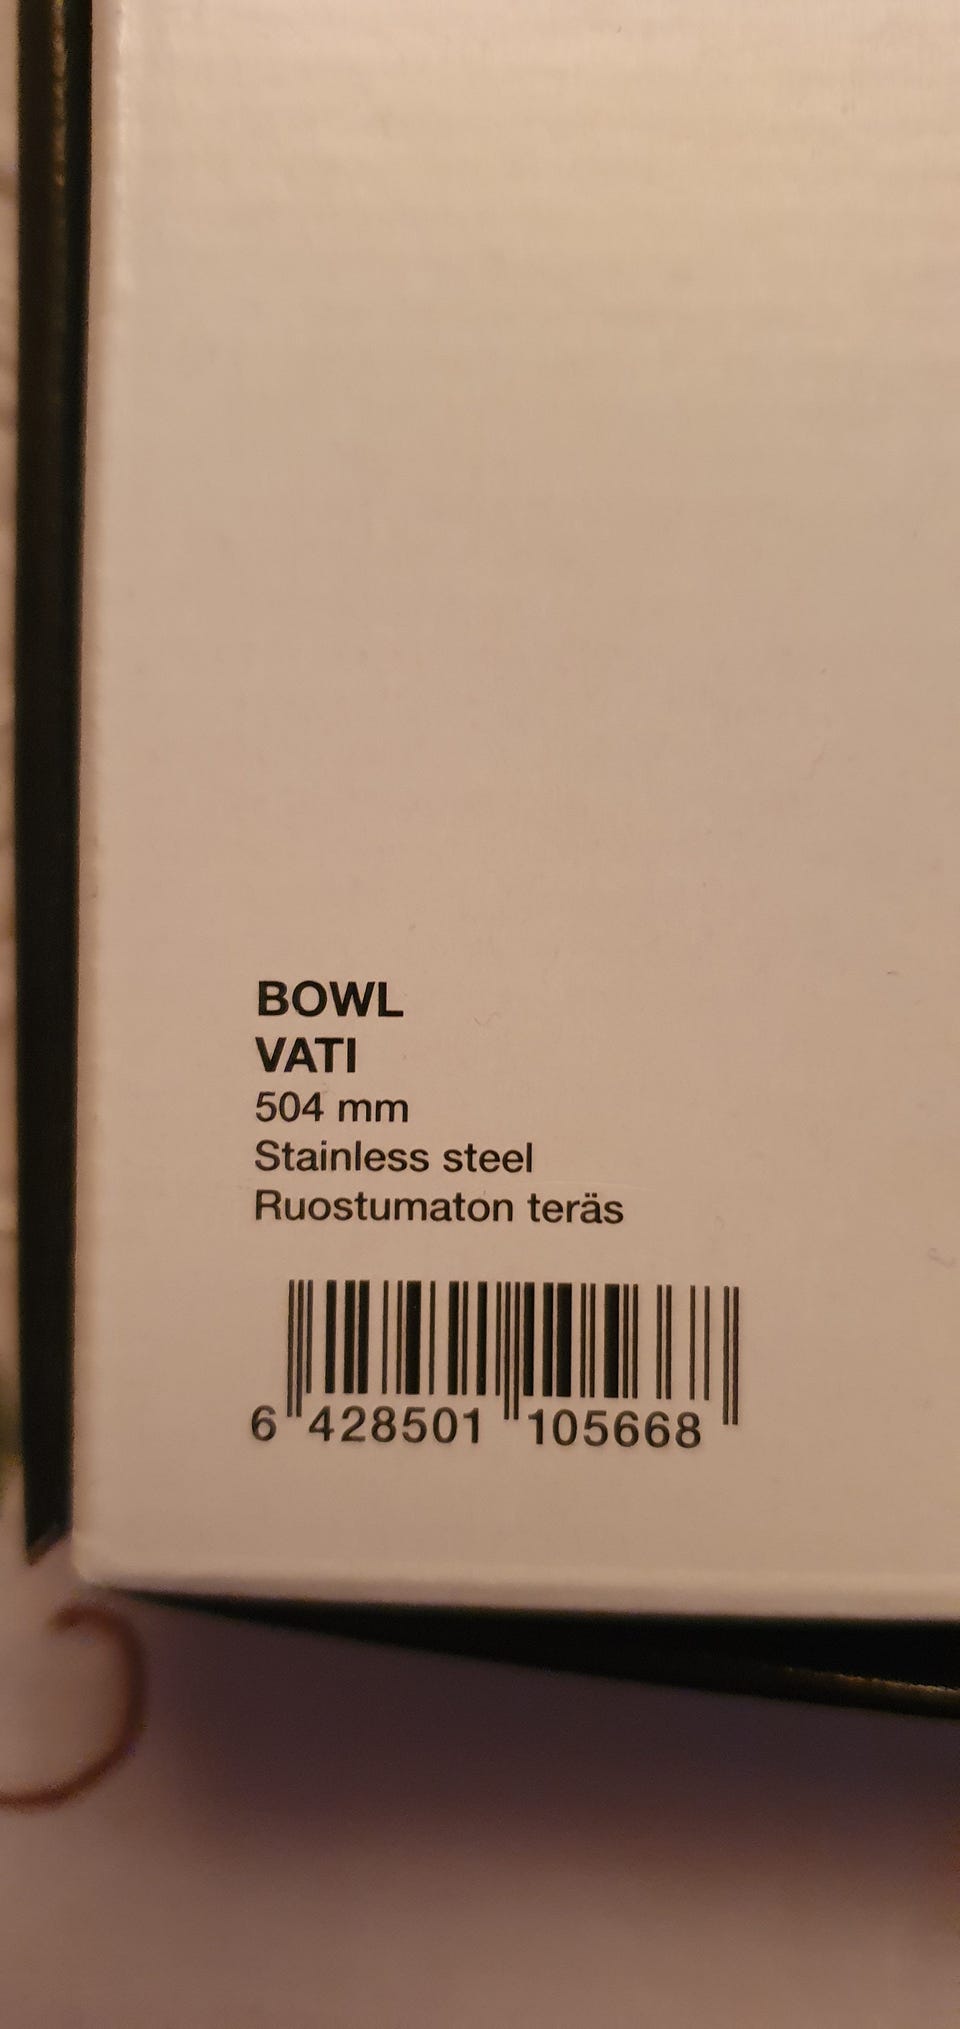 BOWL
VATI
504 mm
Stainless steel
Ruostumaton teräs
6 428501 105668